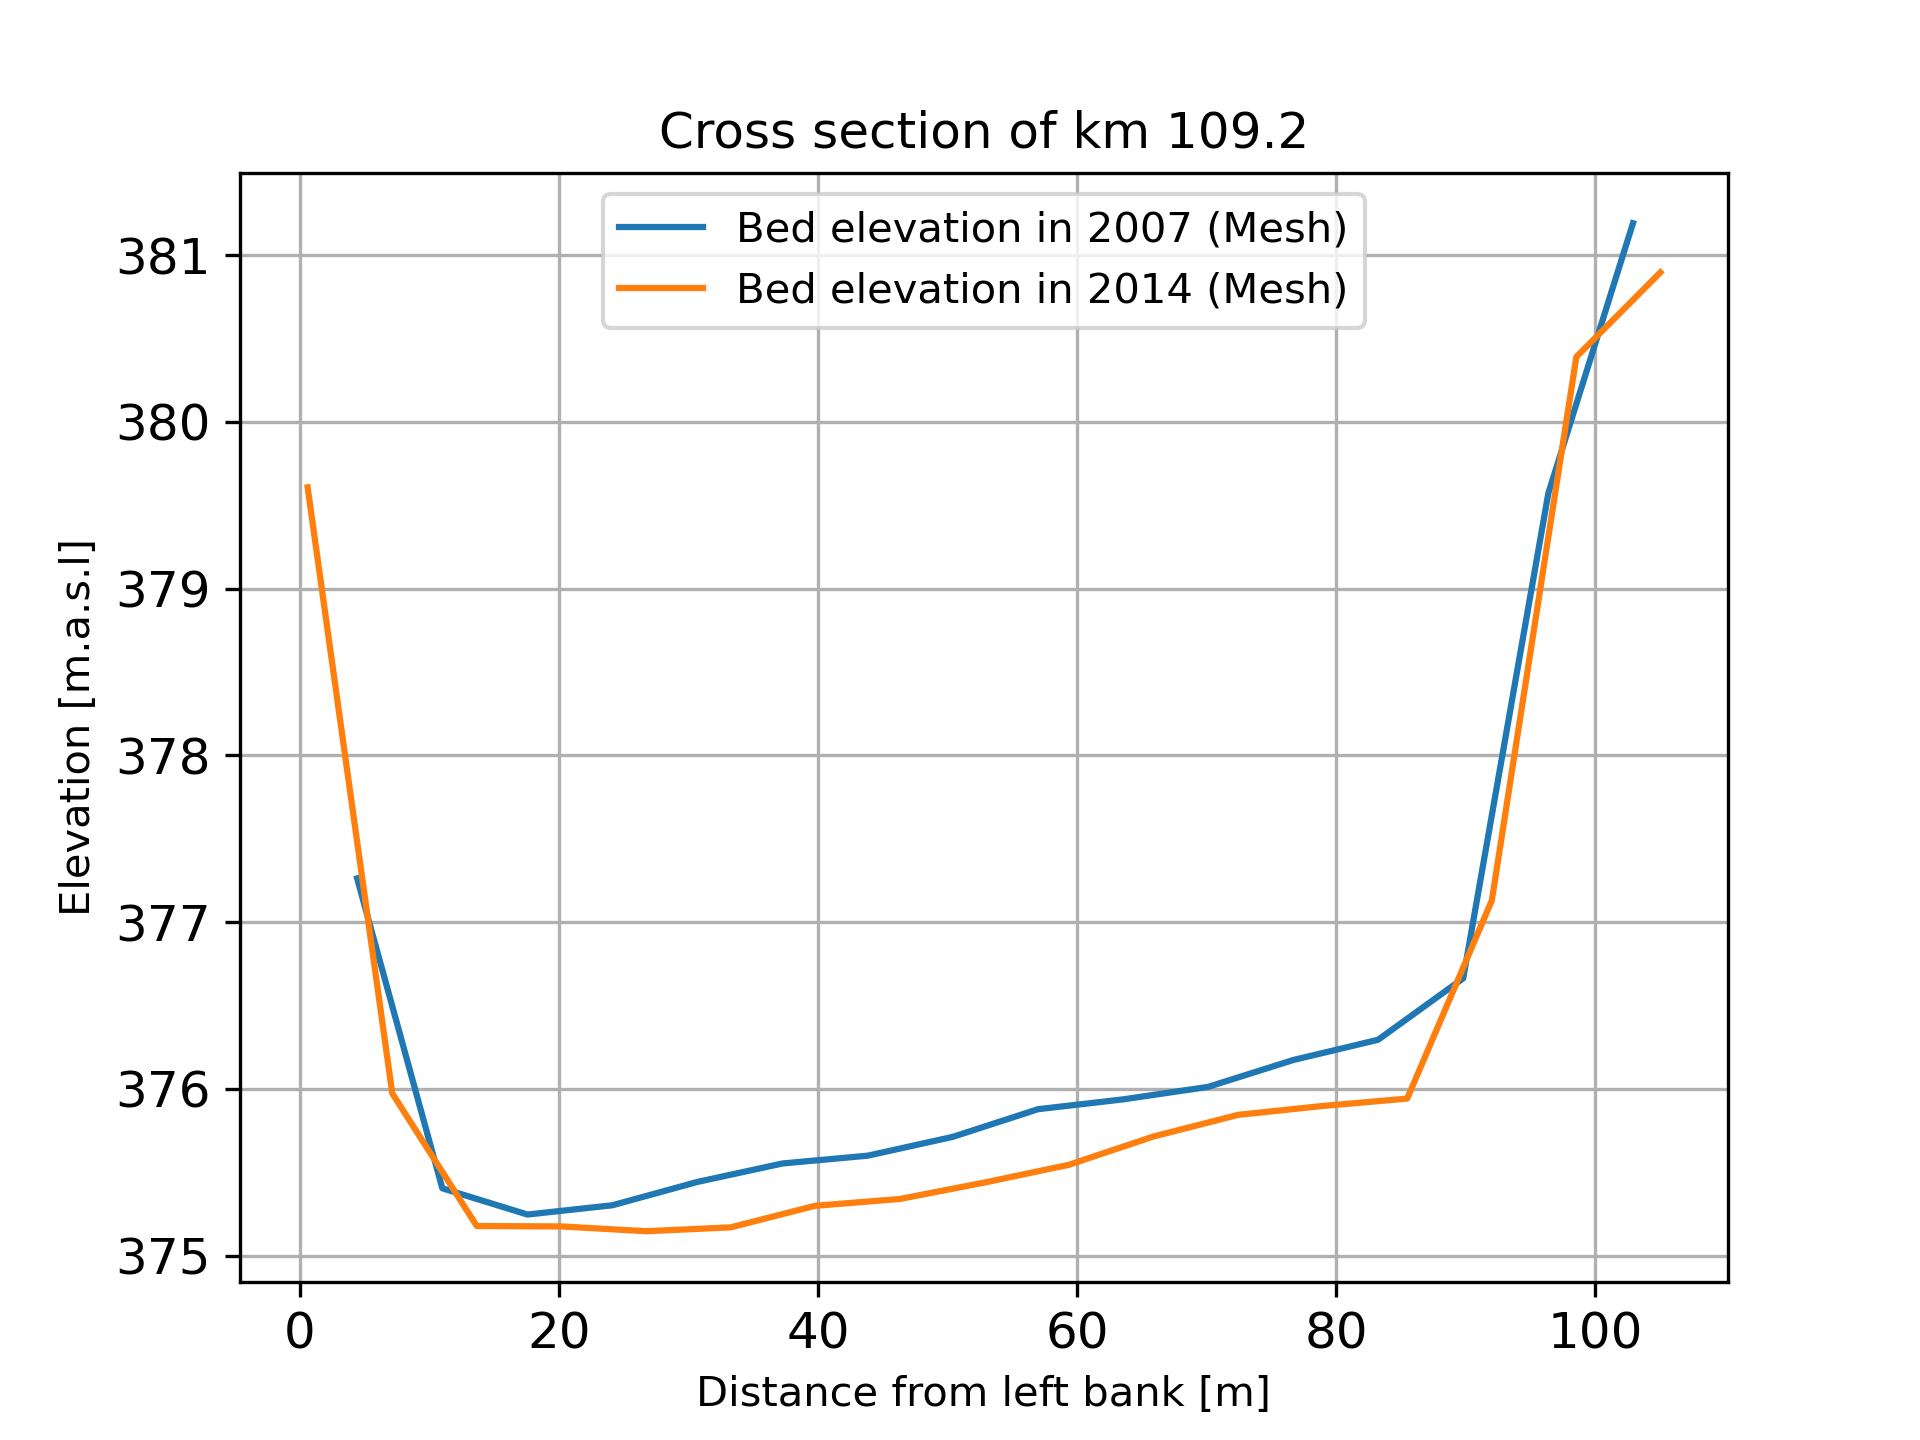 Cross section of km 109.2
Bed elevation in 2007 (Mesh)
Bed elevation in 2014 (Mesh)
381
380
379
378
377
376
375
Elevation [m.a.s.l]
0 20 40 60 80 100
Distance from left bank [m]